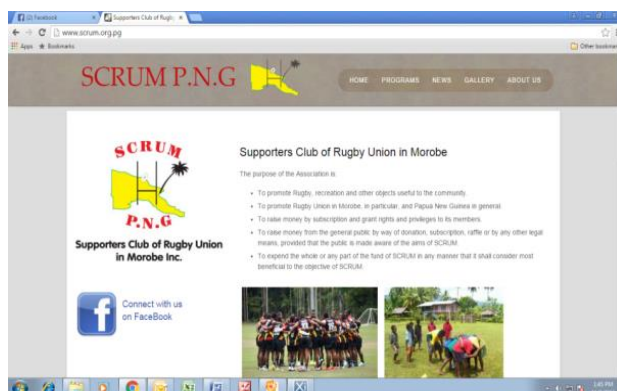 (2) Facebook
Supporters Club of Rugby
www.scrum.org.pg
Apps Bookmarks Other bookmar
SCRUM P.N.G
HOME PROGRAMS NEWS GALLERY ABOUT US
SCRUM
P.N.G
Supporters Club of Rugby Union
in Morobe Inc.
Connect with us
on FaceBook
Supporters Club of Rugby Union in Morobe
The purpose of the Association is:
To promote Rugby, recreation and other objects useful to the community.
To promote Rugby Union in Morobe, in particular, and Papua New Guinea in general.
To raise money by subscription and grant rights and privileges to its members.
To raise money from the general public by way of donation, subscription, raffle or by any other legal
means, provided that the public is made aware of the aims of SCRUM.
To expend the whole or any part of the fund of SCRUM in any manner that it shall consider most
beneficial to the objective of SCRUM.